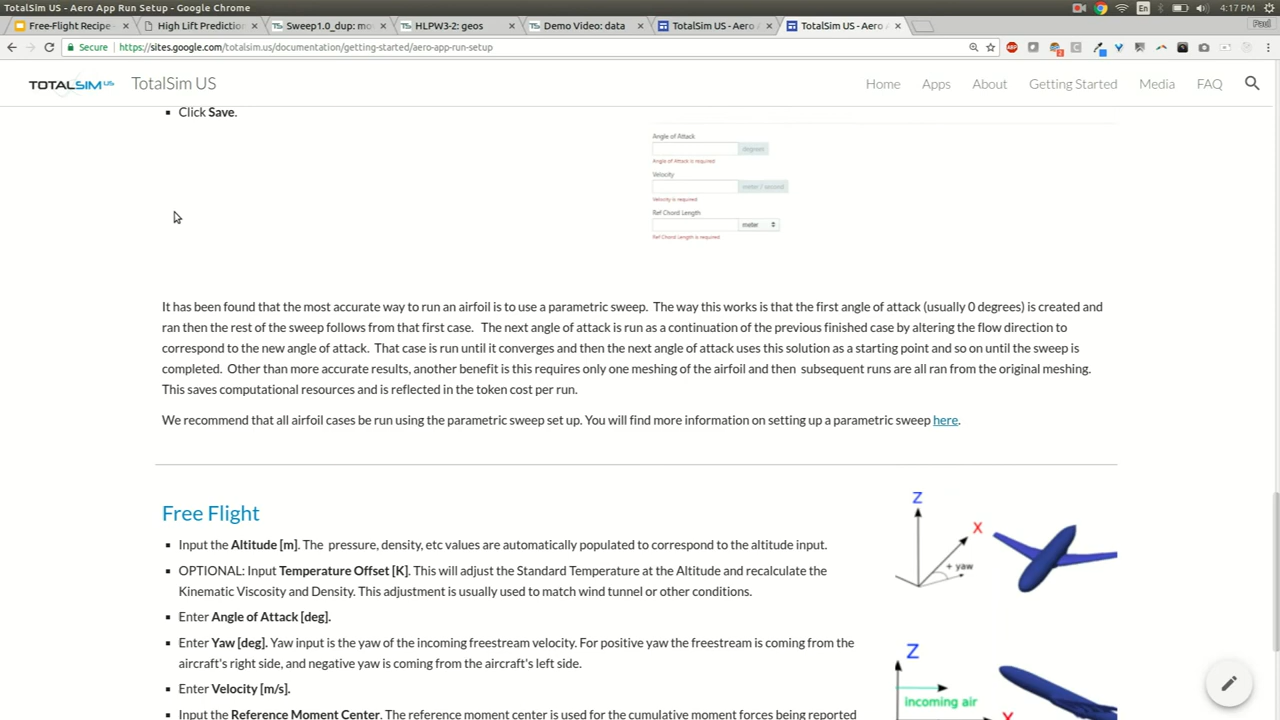 Aero App Run Setup - Google Chrome
En
4:17 PM
Free-Flight Recipe
High Lift Prediction
Sweep1.0_dup: mov
HLPW3-2: geos
Demo Video: data
TotalSim US - Aero A
TotalSim US - Aero A
Paul
Secure
https://sites.google.com/totalsim.us/documentation/getting-started/aero-app-run-setup
TOTALSIM US
TotalSim US
Home
Apps
About
Getting Started
Media
FAQ
Click Save.
Angle of Attack
degrees
Angle of Attack is required
Velocity
meter / second
Velocity is required
Ref Chord Length
meter
Ref Chord Length is required
It has been found that the most accurate way to run an airfoil is to use a parametric sweep. The way this works is that the first angle of attack (usually 0 degrees) is created and
ran then the rest of the sweep follows from that first case. The next angle of attack is run as a continuation of the previous finished case by altering the flow direction to
correspond to the new angle of attack. That case is run until it converges and then the next angle of attack uses this solution as a starting point and so on until the sweep is
completed. Other than more accurate results, another benefit is this requires only one meshing of the airfoil and then subsequent runs are all ran from the original meshing.
This saves computational resources and is reflected in the token cost per run.
We recommend that all airfoil cases be run using the parametric sweep set up. You will find more information on setting up a parametric sweep here.
Free Flight
Input the Altitude [m]. The pressure, density, etc values are automatically populated to correspond to the altitude input.
OPTIONAL: Input Temperature Offset [K]. This will adjust the Standard Temperature at the Altitude and recalculate the
Kinematic Viscosity and Density. This adjustment is usually used to match wind tunnel or other conditions.
Enter Angle of Attack [deg].
Enter Yaw [deg]. Yaw input is the yaw of the incoming freestream velocity. For positive yaw the freestream is coming from the
aircraft's right side, and negative yaw is coming from the aircraft's left side.
Enter Velocity [m/s].
Input the Reference Moment Center. The reference moment center is used for the cumulative moment forces being reported
Z
X
+ yaw
Z
incoming air
X